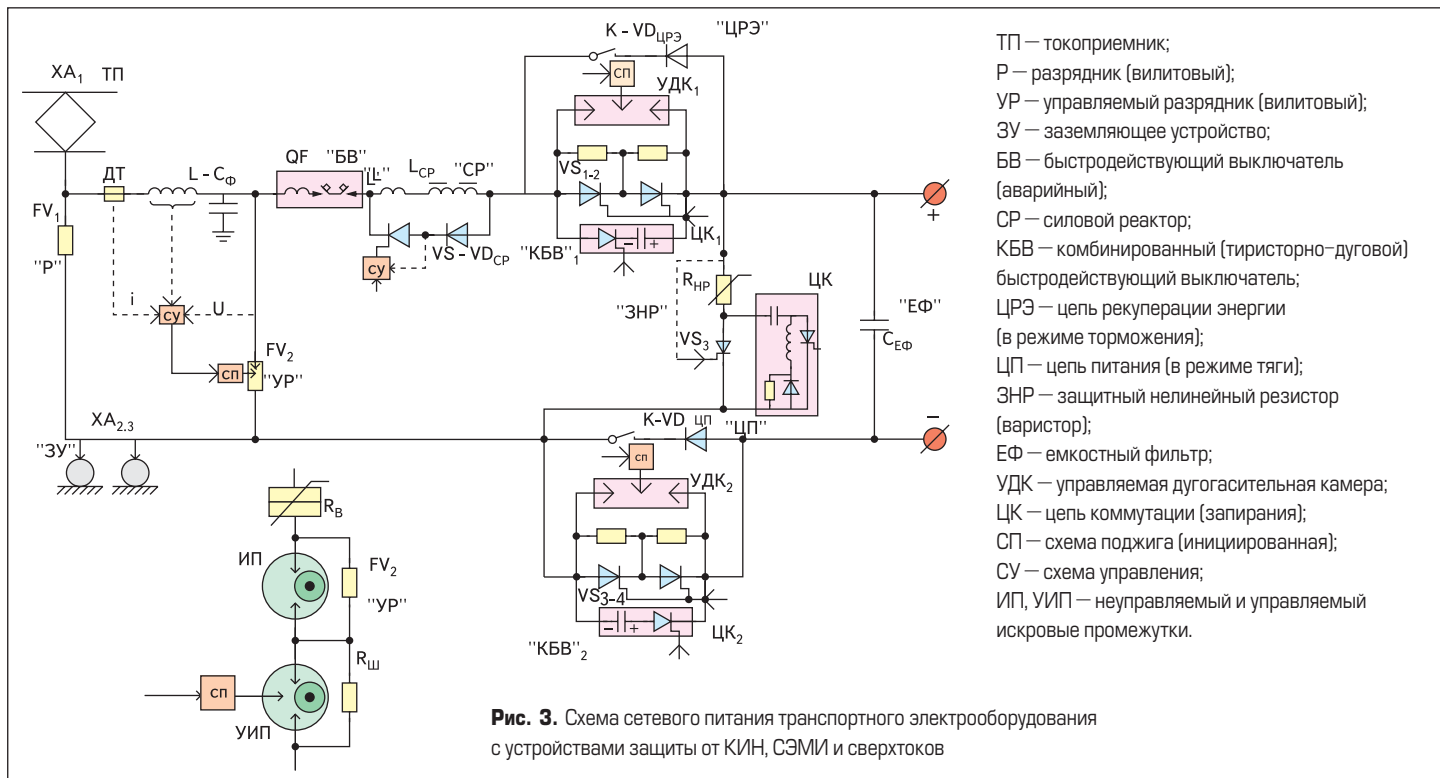 K - VD ЦРЭ
"ЦРЭ"
XA1
ТП
СП
УДК1
ДТ
L - CФ
QF
"БВ"
"L"
LСР
"СР"
VS1-2
FV1
"Р"
VS - VDСР
"КБВ"1
ЦК1
су
RНР
ЦК
"ЗНР"
"ЕФ"
i
су
U
VS3
CЕФ
сп
FV2
"УР"
+
−
XA2.3
"ЗУ"
K-VD ЦП
"ЦП"
сп
УДК2
VS3-4
"КБВ"2
ЦК2
RВ
ИП
FV2
"УР"
RШ
сп
УИП
ТП — токоприемник;
Р — разрядник (вилитовый);
УР — управляемый разрядник (вилитовый);
ЗУ — заземляющее устройство;
БВ — быстродействующий выключатель
(аварийный);
СР — силовой реактор;
КБВ — комбинированный (тиристорно-дуговой)
быстродействующий выключатель;
ЦРЭ — цепь рекуперации энергии
(в режиме торможения);
ЦП — цепь питания (в режиме тяги);
ЗНР — защитный нелинейный резистор
(варистор);
ЕФ — емкостный фильтр;
УДК — управляемая дугогасительная камера;
ЦК — цепь коммутации (запирания);
СП — схема поджига (инициированная);
СУ — схема управления;
ИП, УИП — неуправляемый и управляемый
искровые промежутки.
Рис. 3. Схема сетевого питания транспортного электрооборудования
с устройствами защиты от КИН, СЭМИ и сверхтоков